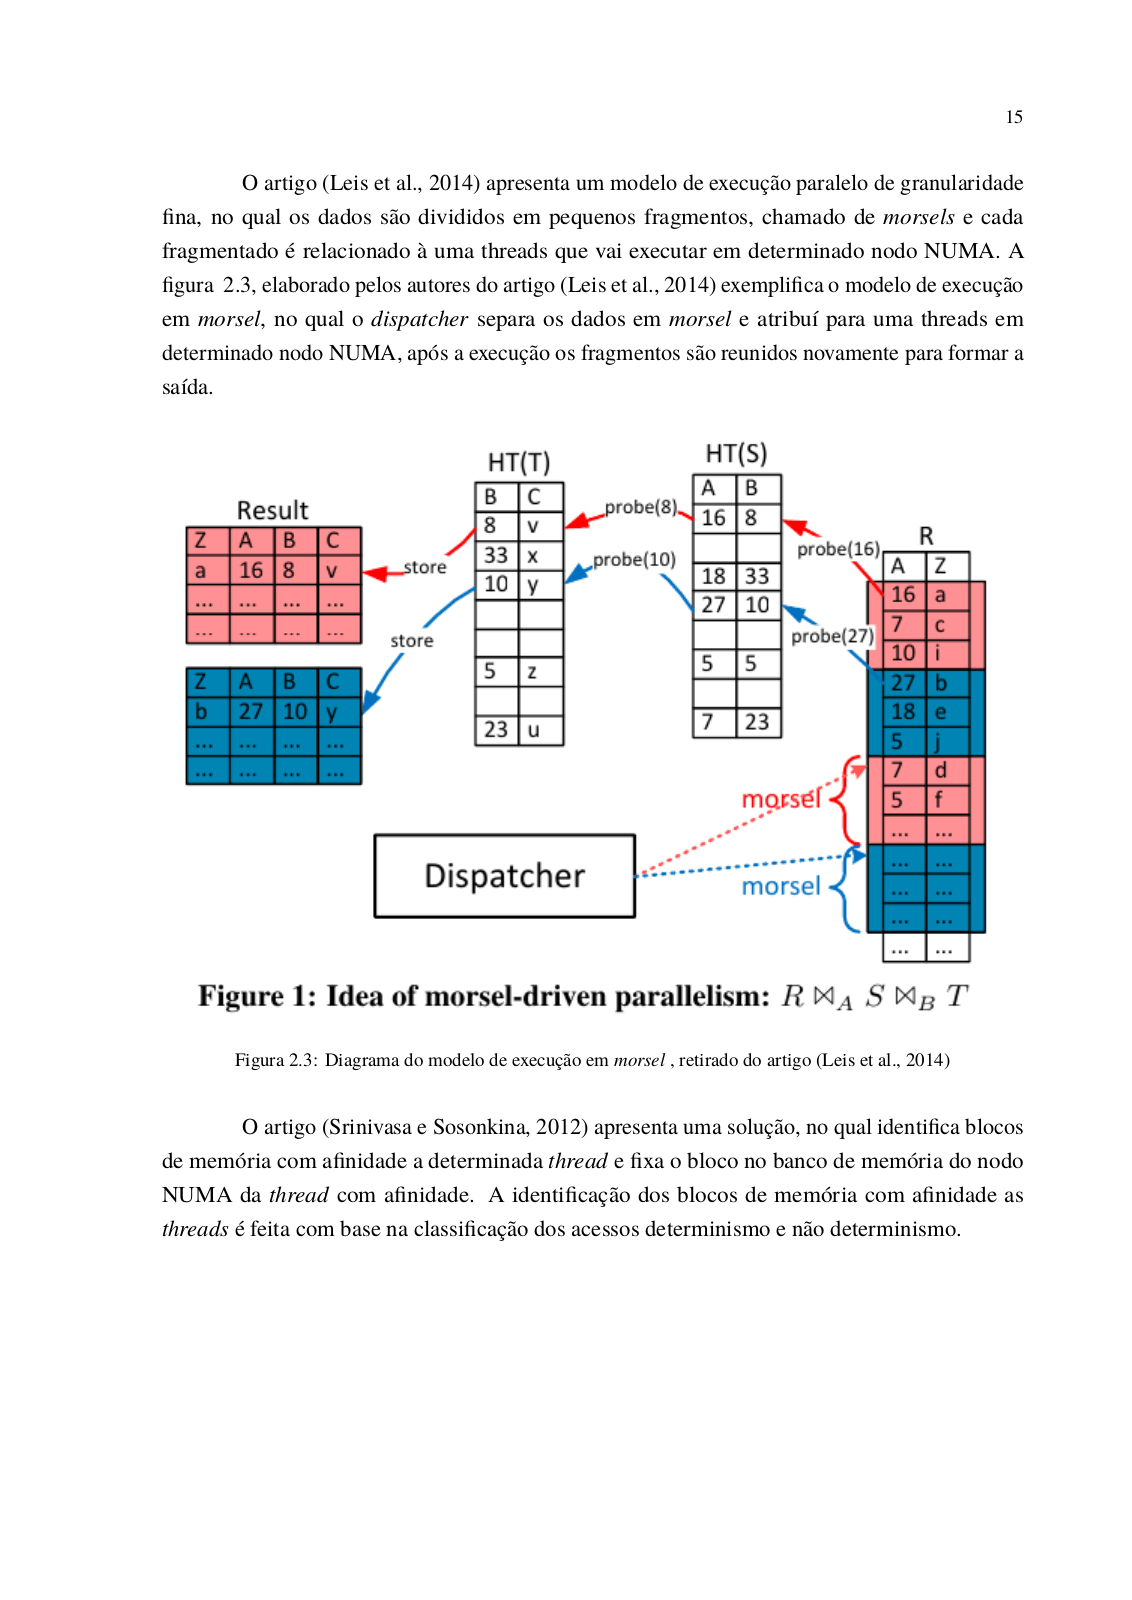 15
O artigo (Leis et al., 2014) apresenta um modelo de execução paralelo de granularidade
fina, no qual os dados são divididos em pequenos fragmentos, chamado de morsels e cada
fragmentado é relacionado à uma threads que vai executar em determinado nodo NUMA. A
figura 2.3, elaborado pelos autores do artigo (Leis et al., 2014) exemplifica o modelo de execução
em morsel, no qual o dispatcher separa os dados em morsel e atribuí para uma threads em
determinado nodo NUMA, após a execução os fragmentos são reunidos novamente para formar a
saída.
Result
Z A B C
a 16 8 v
... ... ... ...
... ... ... ...
Z A B C
b 27 10 y
... ... ... ...
... ... ... ...
store
store
HT(T)
B C
8 v
33 x
10 y
5 z
23 u
probe(8)
probe(10)
HT(S)
A B
16 8
18 33
27 10
5 5
7 23
probe(16)
probe(27)
R
A Z
16 a
7 c
10 i
27 b
18 e
5 j
7 d
5 f
... ...
... ...
... ...
... ...
... ...
morsel
morsel
Dispatcher
Figure 1: Idea of morsel-driven parallelism: R ⋈A S ⋈B T
Figura 2.3: Diagrama do modelo de execução em morsel , retirado do artigo (Leis et al., 2014)
O artigo (Srinivasa e Sosonkina, 2012) apresenta uma solução, no qual identifica blocos
de memória com afinidade a determinada thread e fixa o bloco no banco de memória do nodo
NUMA da thread com afinidade. A identificação dos blocos de memória com afinidade as
threads é feita com base na classificação dos acessos determinismo e não determinismo.